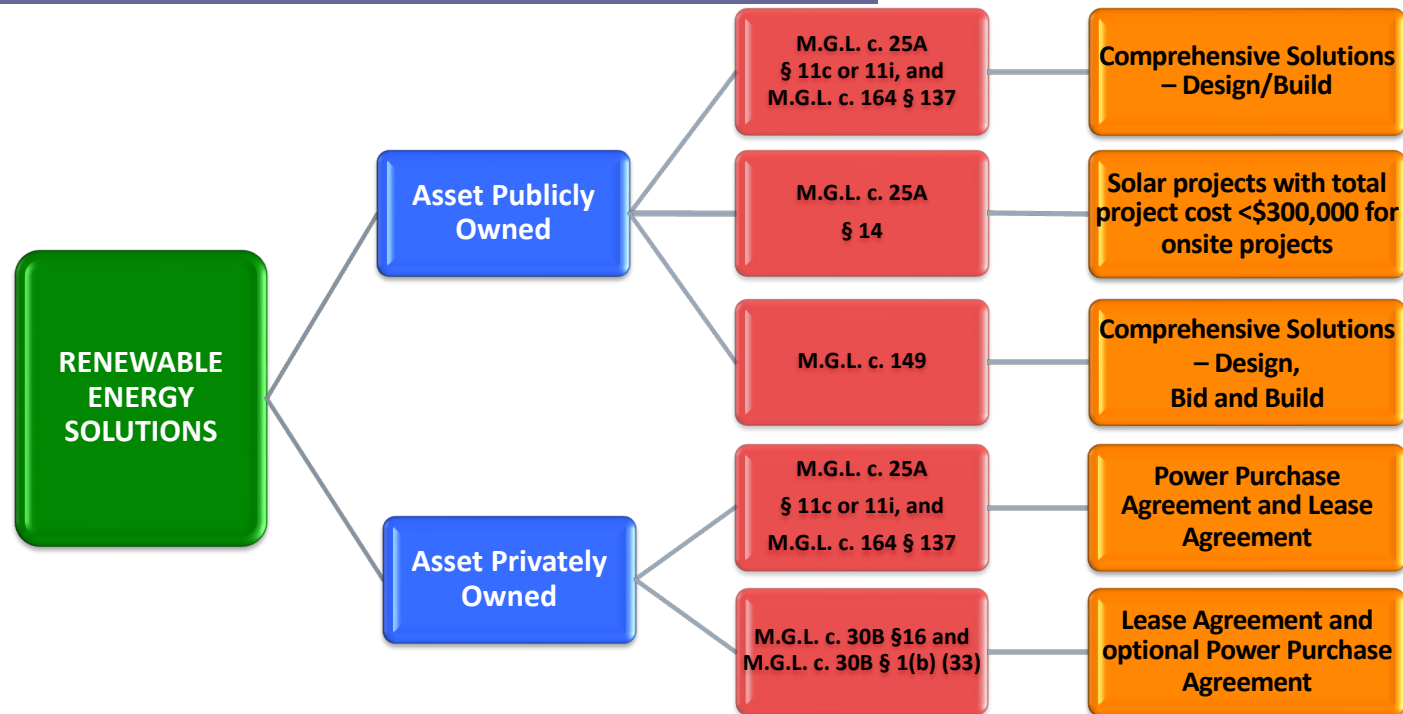 RENEWABLE
ENERGY
SOLUTIONS
Asset Publicly
Owned
M.G.L. c. 25A
§ 11c or 11i, and
M.G.L. c. 164 § 137
Comprehensive Solutions
– Design/Build
M.G.L. c. 25A
§ 14
Solar projects with total
project cost <$300,000 for
onsite projects
M.G.L. c. 149
Comprehensive Solutions
– Design,
Bid and Build
Asset Privately
Owned
M.G.L. c. 25A
§ 11c or 11i, and
M.G.L. c. 164 § 137
Power Purchase
Agreement and Lease
Agreement
M.G.L. c. 30B §16 and
M.G.L. c. 30B § 1(b) (33)
Lease Agreement and
optional Power Purchase
Agreement